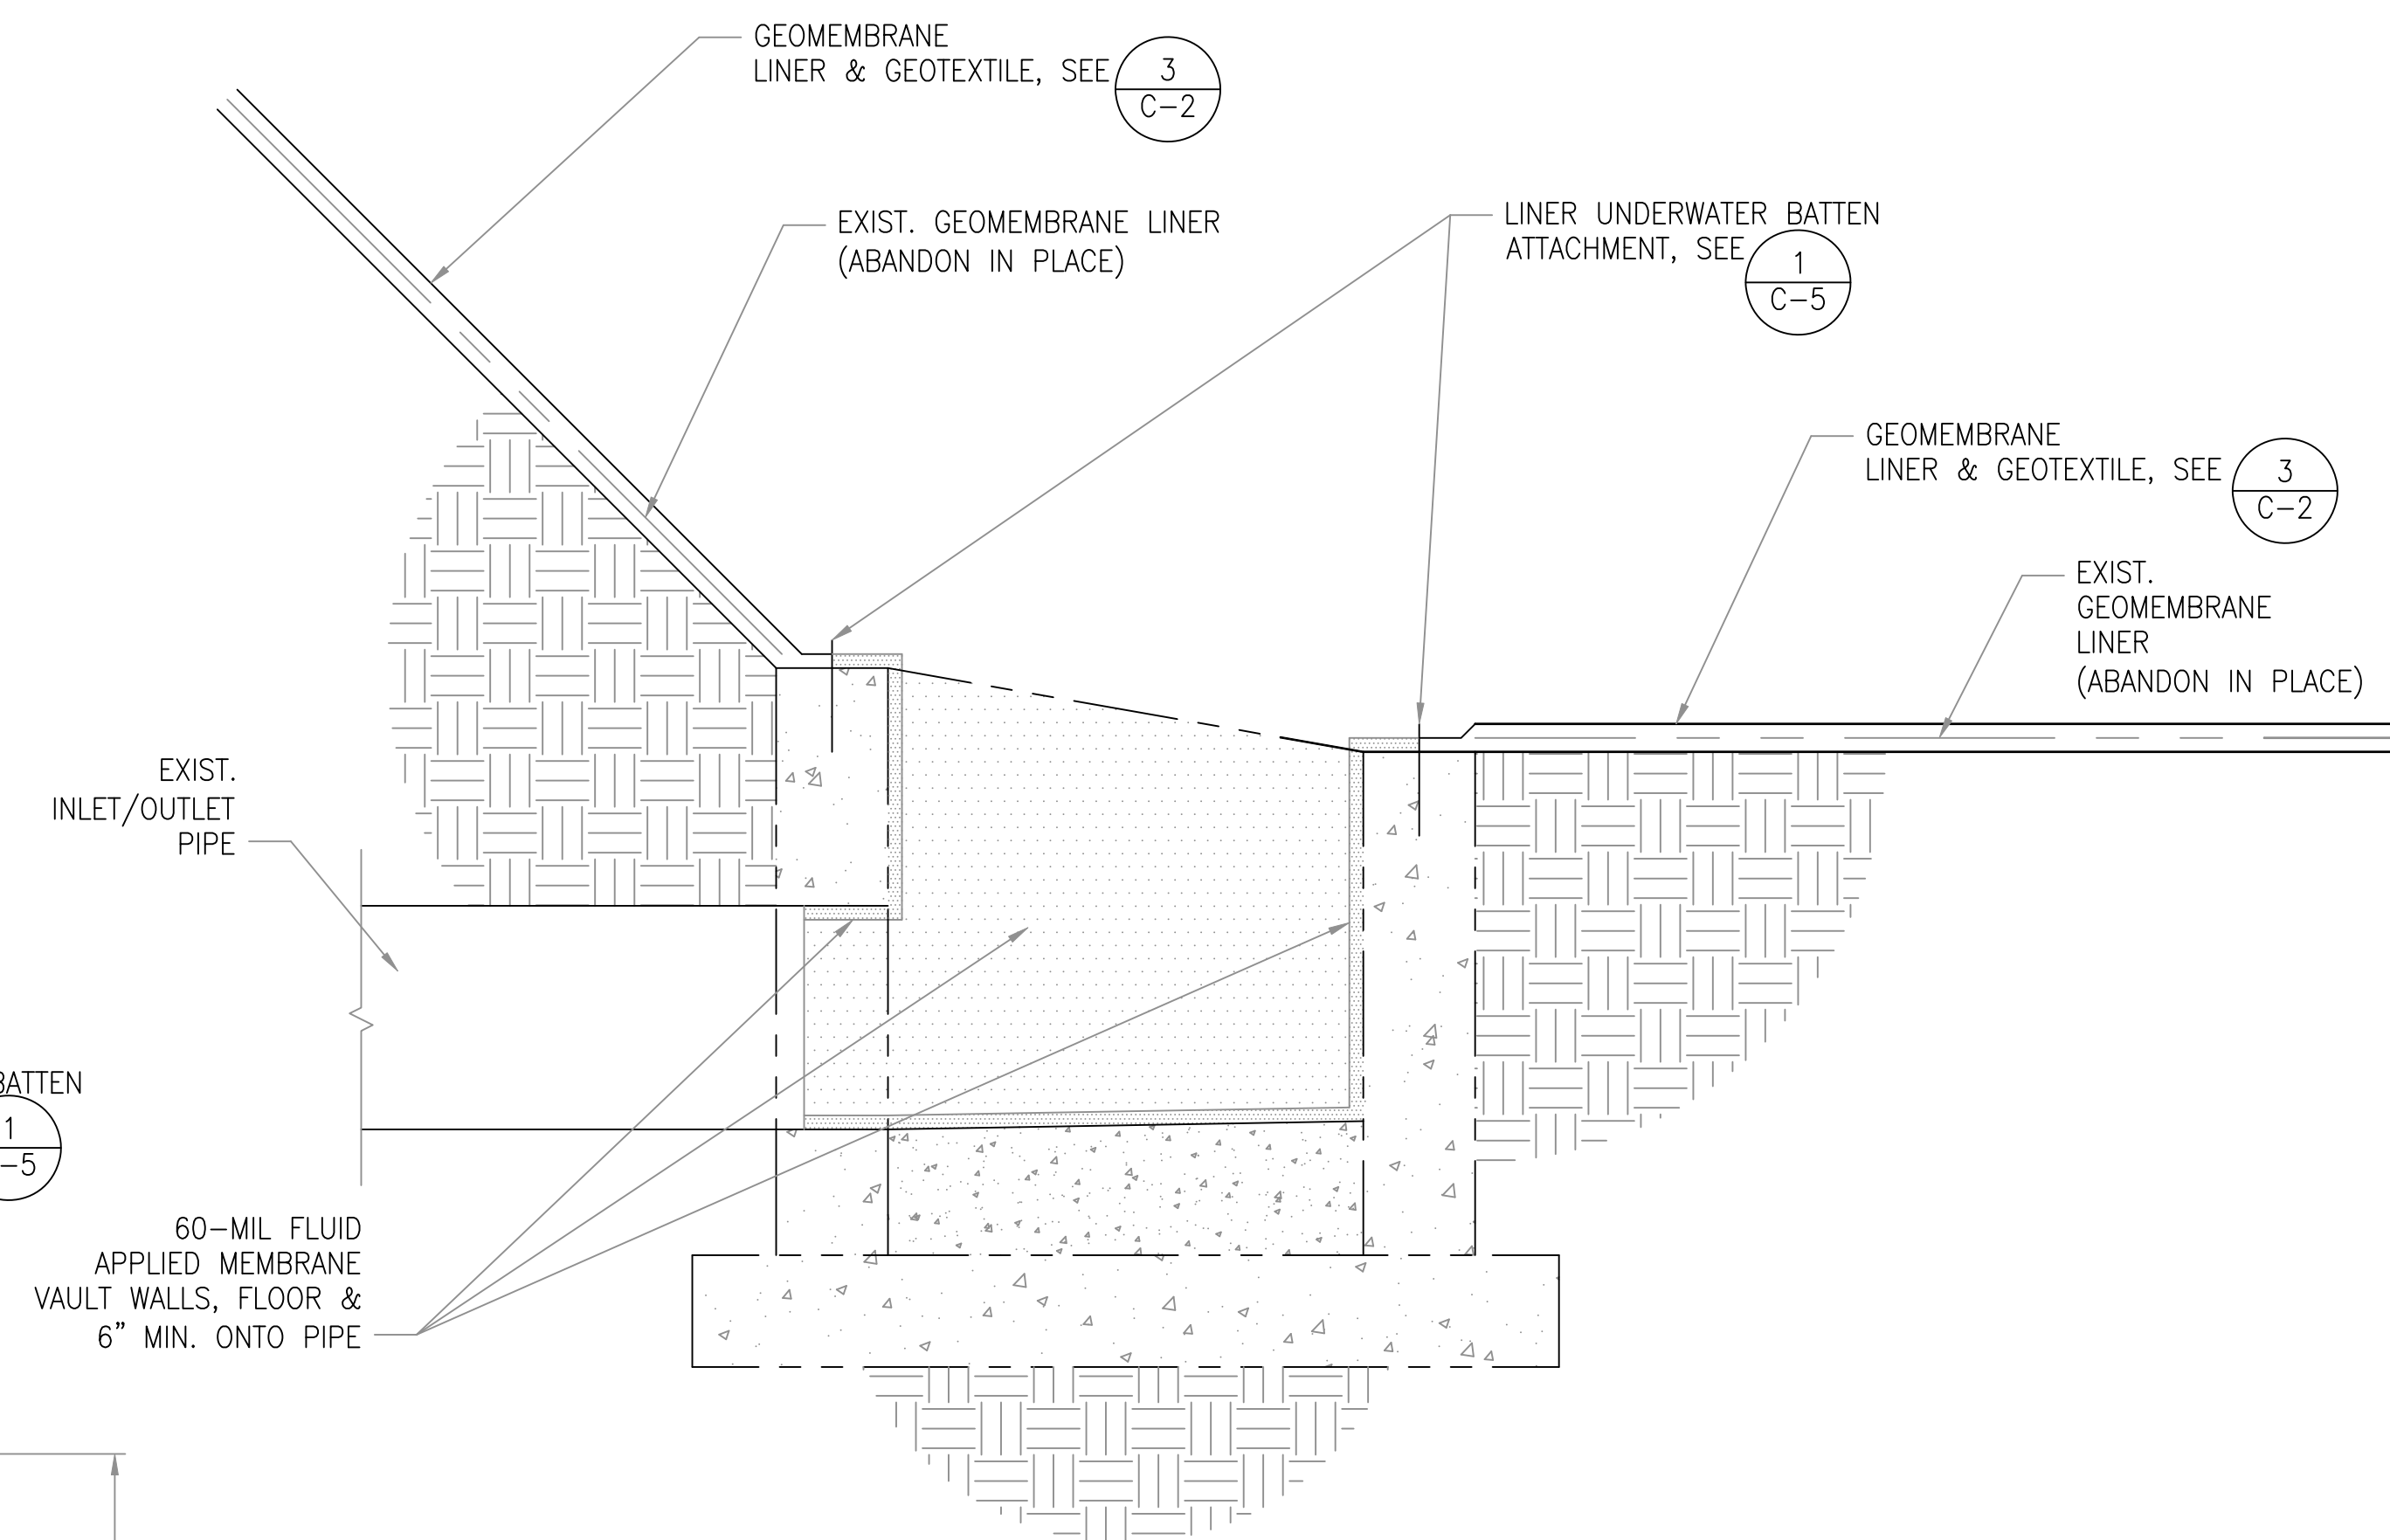 GEOMEMBRANE
LINER & GEOTEXTILE, SEE
3
C-2
EXIST. GEOMEMBRANE LINER
(ABANDON IN PLACE)
LINER UNDERWATER BATTEN
ATTACHMENT, SEE
1
C-5
GEOMEMBRANE
LINER & GEOTEXTILE, SEE
3
C-2
EXIST.
GEOMEMBRANE
LINER
(ABANDON IN PLACE)
EXIST.
INLET/OUTLET
PIPE
BATTEN
1
-5
60-MIL FLUID
APPLIED MEMBRANE
VAULT WALLS, FLOOR &
6” MIN. ONTO PIPE